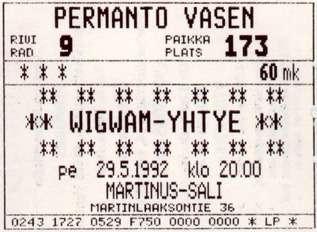 PERMANTO VASEN
RIVI RAD 9 PAIKKA PLATS 173
* * * 60 mk
** ** ** ** ** ** **
** WIGWAM-YHTYE **
** ** ** ** ** ** **
pe 29.5.1992 klo 20.00
MARTINUS-SALI
MARTINLAAKSONTIE 36
0243 1727 0529 F750 0000 0000 * LP *